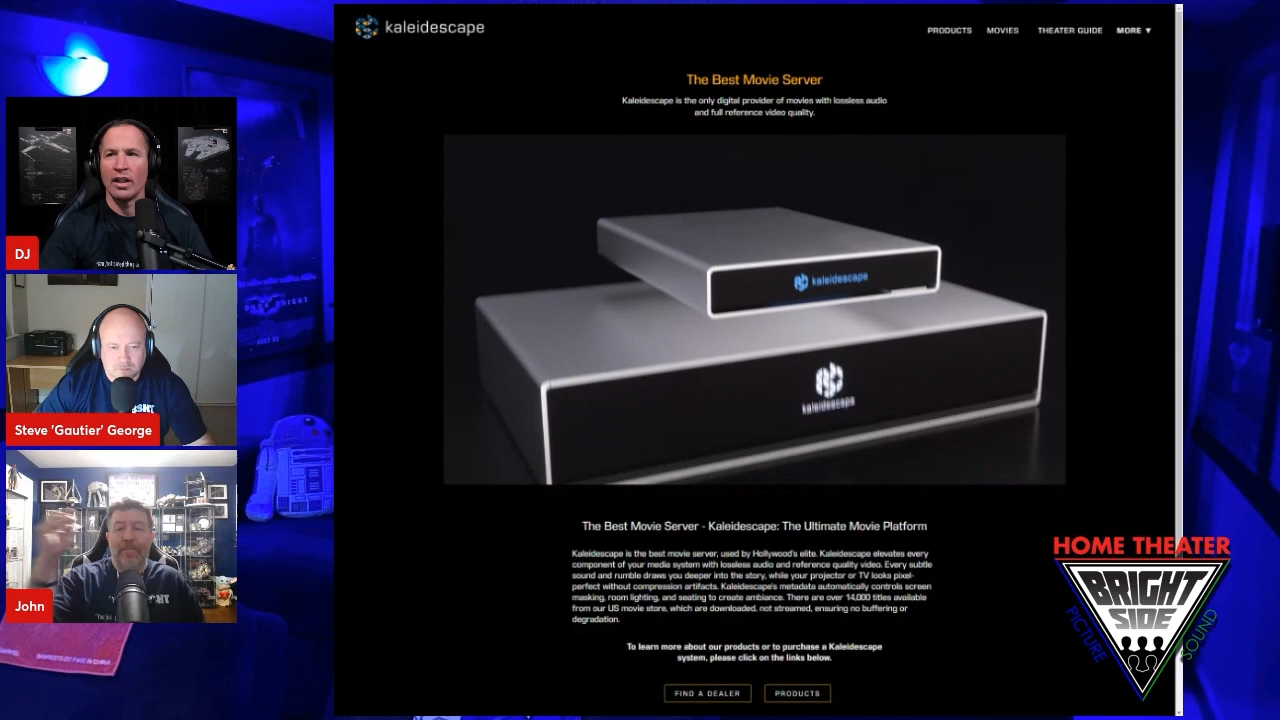 kaleidescape
PRODUCTS MOVIES THEATER GUIDE MORE ▼
The Best Movie Server
Kaleidescape is the only digital provider of movies with lossless audio
and full reference video quality.
kaleidescape
kaleidescape
The Best Movie Server - Kaleidescape: The Ultimate Movie Platform
Kaleidescape is the best movie server, used by Hollywood's elite. Kaleidescape elevates every
component of your media system with lossless audio and reference quality video. Every subtle
sound and rumble draws you deeper into the story, while your projector or TV looks pixel-
perfect without compression artifacts. Kaleidescape's metadata automatically controls screen
masking, room lighting, and seating to create ambiance. There are over 14,000 titles available
from our US movie store, which are downloaded, not streamed, ensuring no buffering or
degradation.
To learn more about our products or to purchase a Kaleidescape
system, please click on the links below.
FIND A DEALER PRODUCTS
DJ
Steve 'Gautier' George
John
HOME THEATER
BRIGHT
SIDE
PICTURE
SOUND